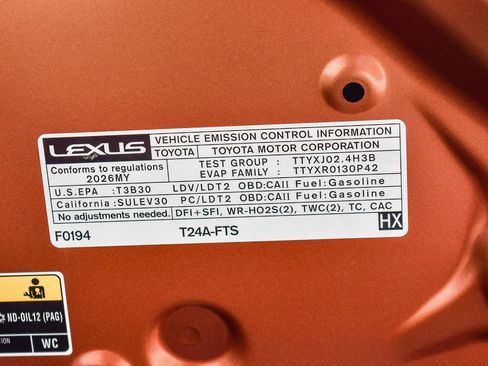 LEXUS
VEHICLE EMISSION CONTROL INFORMATION
TOYOTA TOYOTA MOTOR CORPORATION
Conforms to regulations
2026MY
TEST GROUP : TTYXJ02.4H3B
EVAP FAMILY : TTYXR0130P42
U.S.EPA :T3B30 LDV/LDT2 OBD:CAII Fuel:Gasoline
California :SULEV30 PC/LDT2 OBD:CAII Fuel:Gasoline
No adjustments needed. DFI+SFI, WR-HO2S(2), TWC(2), TC, CAC
F0194 T24A-FTS HX
ND-OIL12 (PAG)
WC